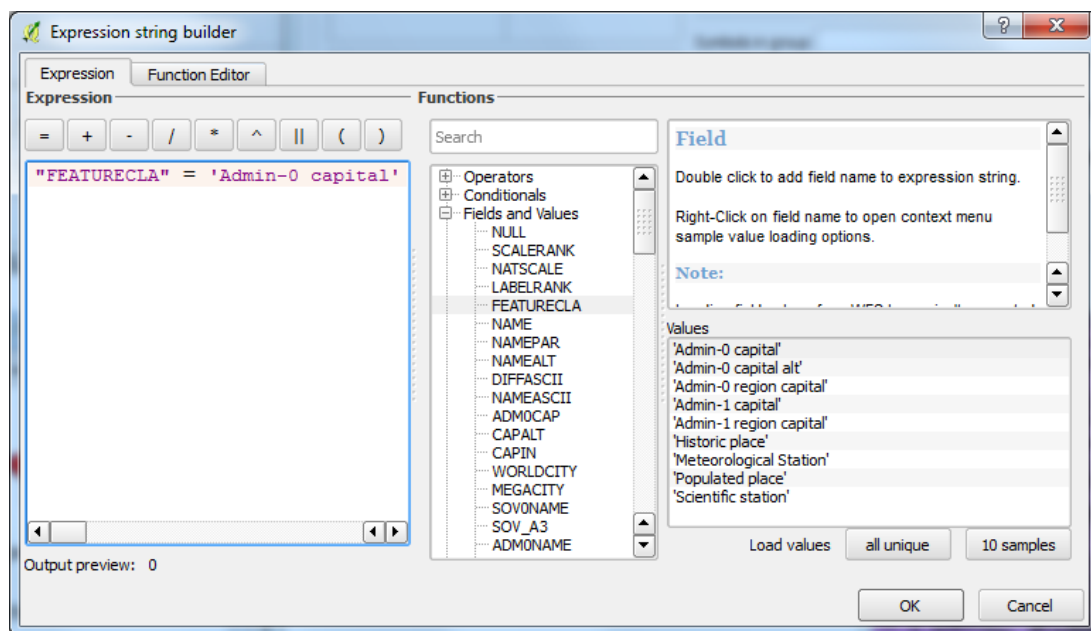 Expression string builder
Expression
Function Editor
Expression
Functions
= + - / * ^ || ( )
"FEATURECLA" = 'Admin-0 capital'
Output preview: 0
Search
Operators
Conditionals
Fields and Values
NULL
SCALERANK
NATSCALE
LABELRANK
FEATURECLA
NAME
NAMEPAR
NAMEALT
DIFFASCII
NAMEASCII
ADM0CAP
CAPALT
CAPIN
WORLDCITY
MEGACITY
SOV0NAME
SOV_A3
ADM0NAME
Field
Double click to add field name to expression string.
Right-Click on field name to open context menu
sample value loading options.
Note:
Values
'Admin-0 capital'
'Admin-0 capital alt'
'Admin-0 region capital'
'Admin-1 capital'
'Admin-1 region capital'
'Historic place'
'Meteorological Station'
'Populated place'
'Scientific station'
Load values
all unique
10 samples
OK
Cancel